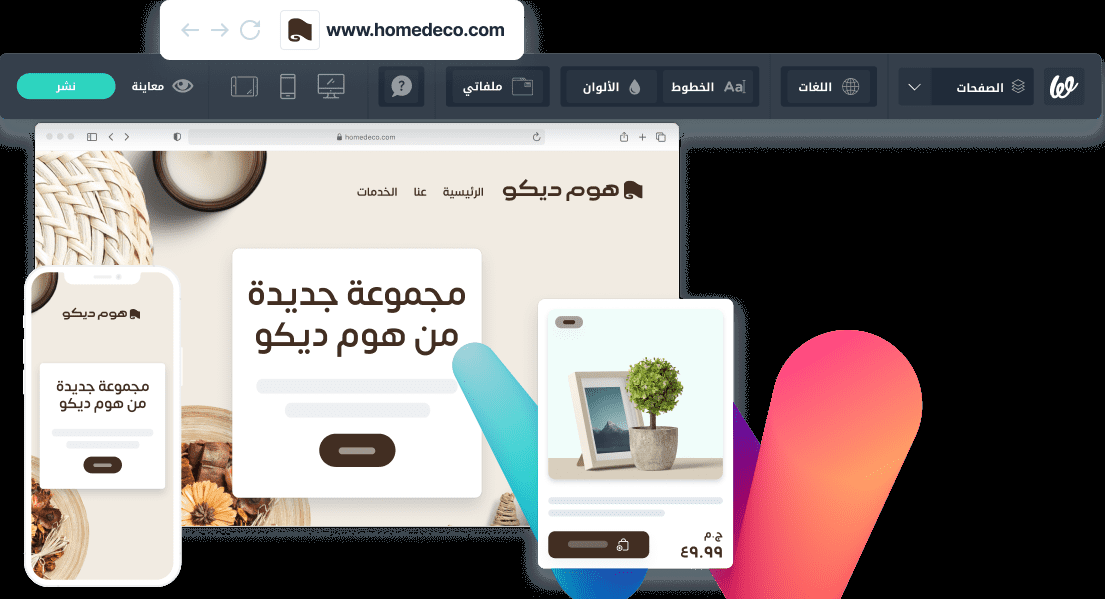 www.homedeco.com
الصفحات
اللغات
الخطوط Aa
الألوان
ملفاتي
معاينة
نشر
homedeco.com
هوم ديكو
الرئيسية عنا الخدمات
مجموعة جديدة
من هوم ديكو
هوم ديكو
مجموعة جديدة
من هوم ديكو
ج.م
٤٩.٩٩